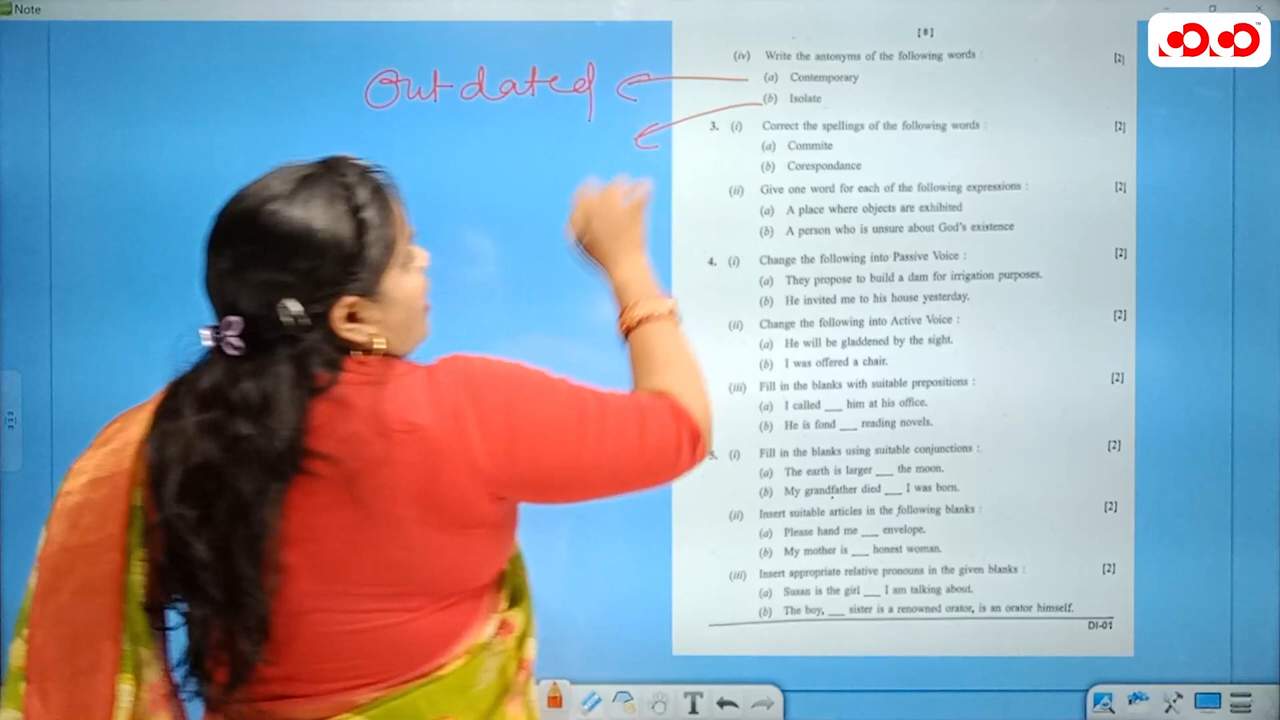 Note
[ 8 ]
(iv) Write the antonyms of the following words : [2]
(a) Contemporary
(b) Isolate
Outdated
3. (i) Correct the spellings of the following words : [2]
(a) Commite
(b) Corespondance
(ii) Give one word for each of the following expressions : [2]
(a) A place where objects are exhibited
(b) A person who is unsure about God's existence
4. (i) Change the following into Passive Voice : [2]
(a) They propose to build a dam for irrigation purposes.
(b) He invited me to his house yesterday.
(ii) Change the following into Active Voice : [2]
(a) He will be gladdened by the sight.
(b) I was offered a chair.
(iii) Fill in the blanks with suitable prepositions : [2]
(a) I called ___ him at his office.
(b) He is fond ___ reading novels.
5. (i) Fill in the blanks using suitable conjunctions : [2]
(a) The earth is larger ___ the moon.
(b) My grandfather died ___ I was born.
(ii) Insert suitable articles in the following blanks : [2]
(a) Please hand me ___ envelope.
(b) My mother is ___ honest woman.
(iii) Insert appropriate relative pronouns in the given blanks : [2]
(a) Susan is the girl ___ I am talking about.
(b) The boy, ___ sister is a renowned orator, is an orator himself.
DI-01
T